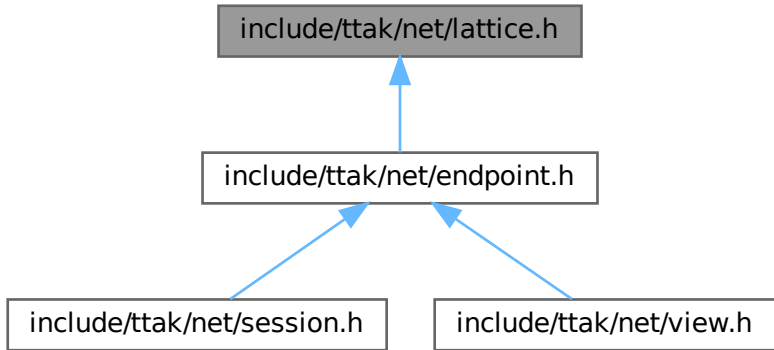 include/ttak/net/lattice.h
include/ttak/net/endpoint.h
include/ttak/net/session.h
include/ttak/net/view.h